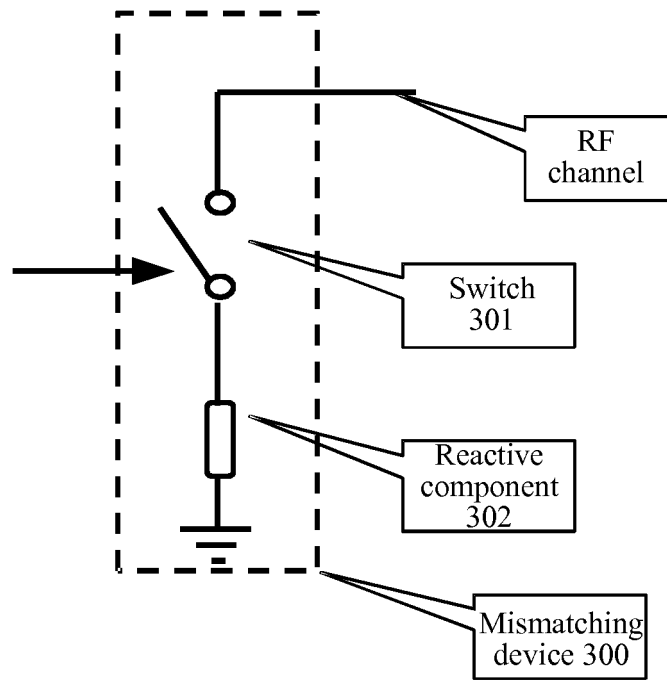 RF
channel
Switch
301
Reactive
component
302
Mismatching
device 300